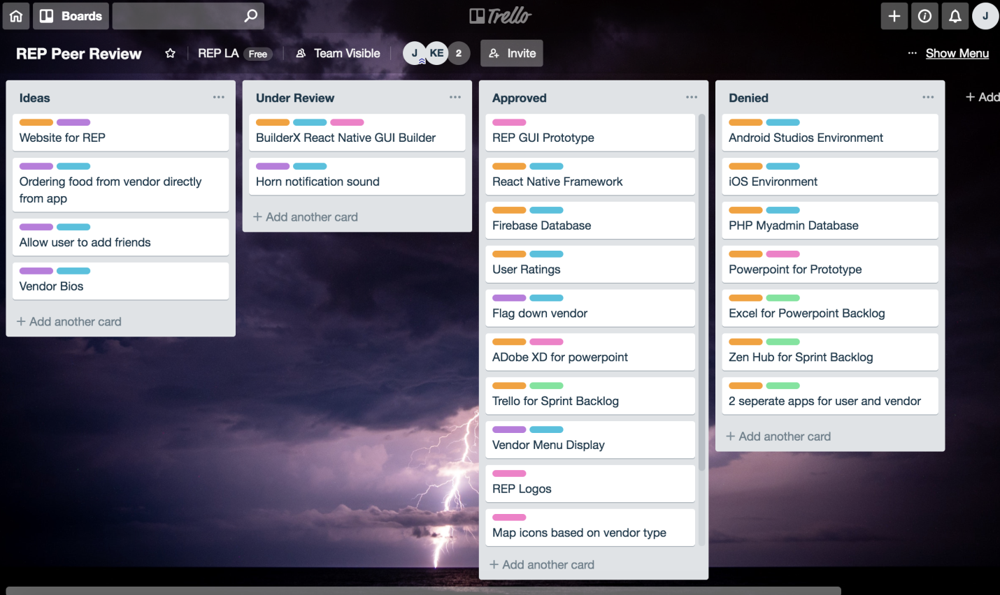 Boards
Trello
J
REP Peer Review
REP LA Free
Team Visible
J KE 2
Invite
Show Menu
Ideas
Website for REP
Ordering food from vendor directly
from app
Allow user to add friends
Vendor Bios
+ Add another card
Under Review
BuilderX React Native GUI Builder
Horn notification sound
+ Add another card
Approved
REP GUI Prototype
React Native Framework
Firebase Database
User Ratings
Flag down vendor
ADobe XD for powerpoint
Trello for Sprint Backlog
Vendor Menu Display
REP Logos
Map icons based on vendor type
+ Add another card
Denied
Android Studios Environment
iOS Environment
PHP Myadmin Database
Powerpoint for Prototype
Excel for Powerpoint Backlog
Zen Hub for Sprint Backlog
2 seperate apps for user and vendor
+ Add another card
+ Add